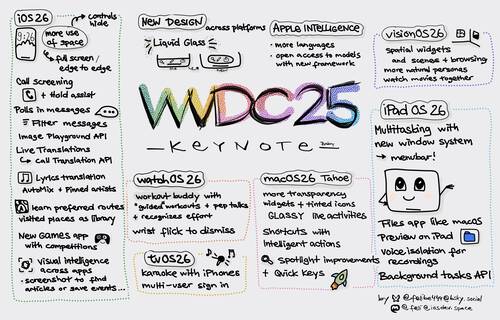 iOS 26
controls hide
9:26
more use of space
full screen / edge to edge
Call screening
+ Hold assist
Polls in messages
Filter messages
Image Playground API
Live Translations
Call Translation API
Lyrics translation
AutoMix + Pinned artists
learn preferred routes
visited places as library
New Games app
with competitions
visual intelligence
across apps
• screenshot to find
articles or save events...
NEW DESIGN across platforms
Liquid Glass
APPLE INTELLIGENCE
• more languages
• open access to models
with new framework
WWDC25
— KEYNOTE —
watchOS 26
workout buddy with
"guided workouts + pep talks
+ recognizes effort
wrist flick to dismiss
tvOS 26
karaoke with iPhones
multi-user sign in
macOS 26 Tahoe
more transparency
widgets + tinted icons
GLASSY live activities
shortcuts with
Intelligent actions
spotlight improvements
+ Quick Keys
visionOS 26
spatial widgets
and scenes + browsing
more natural personas
watch movies together
iPad OS 26
Multitasking with
new window system
→ menubar!
Files app like macOS
Preview on iPad
Voice isolation for
recordings
Background tasks API
by